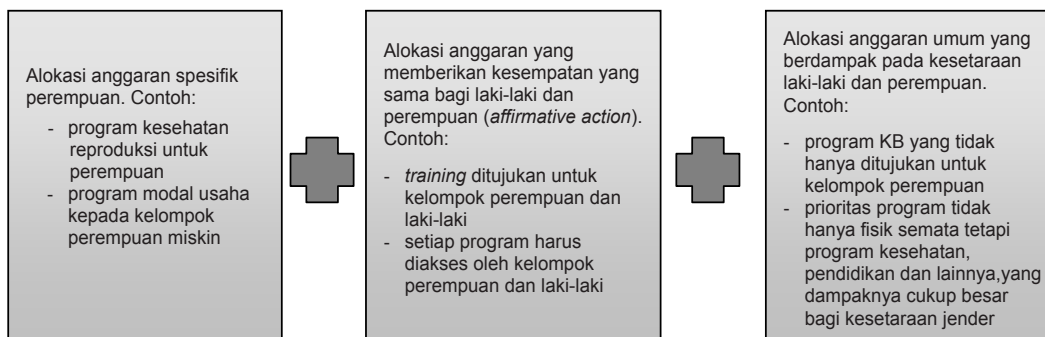 Alokasi anggaran spesifik
perempuan. Contoh:
- program kesehatan
reproduksi untuk
perempuan
- program modal usaha
kepada kelompok
perempuan miskin
Alokasi anggaran yang
memberikan kesempatan yang
sama bagi laki-laki dan
perempuan (affirmative action).
Contoh:
- training ditujukan untuk
kelompok perempuan dan
laki-laki
- setiap program harus
diakses oleh kelompok
perempuan dan laki-laki
Alokasi anggaran umum yang
berdampak pada kesetaraan
laki-laki dan perempuan.
Contoh:
- program KB yang tidak
hanya ditujukan untuk
kelompok perempuan
- prioritas program tidak
hanya fisik semata tetapi
program kesehatan,
pendidikan dan lainnya,yang
dampaknya cukup besar
bagi kesetaraan jender